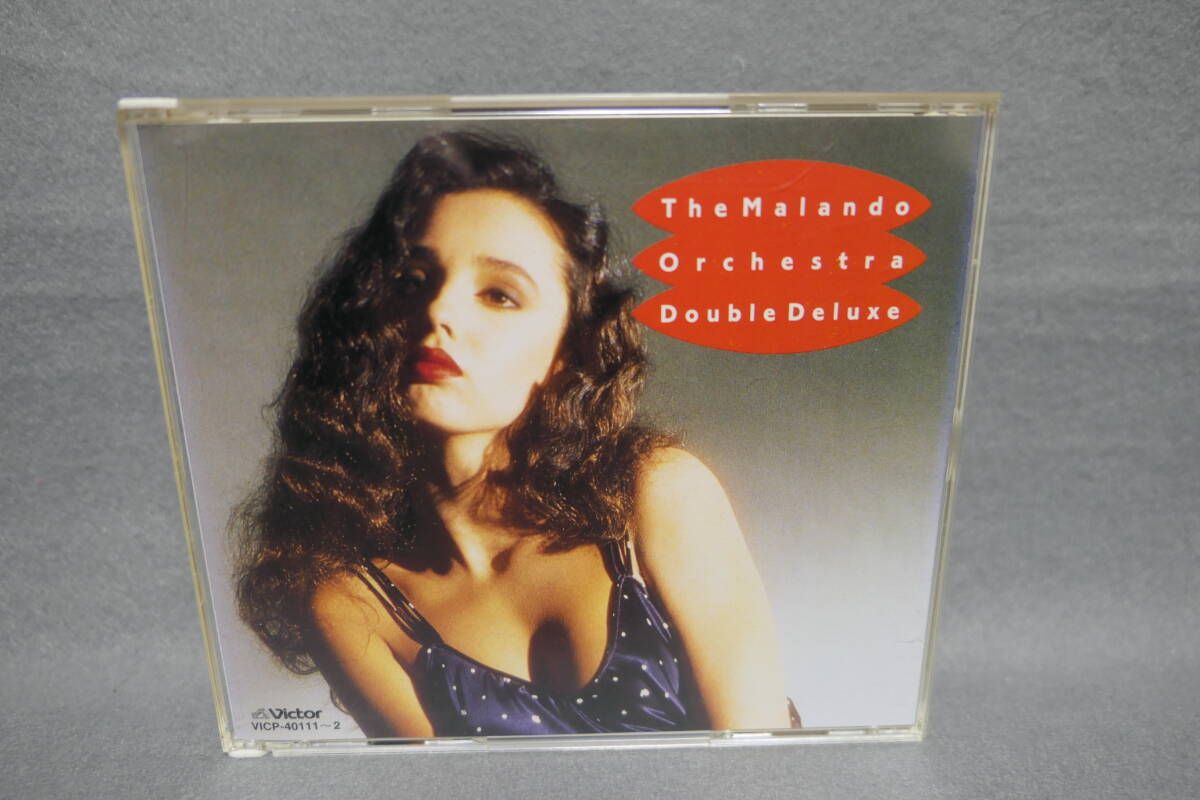 The Malando
Orchestra
Double Deluxe
Victor
VICP-40111～2